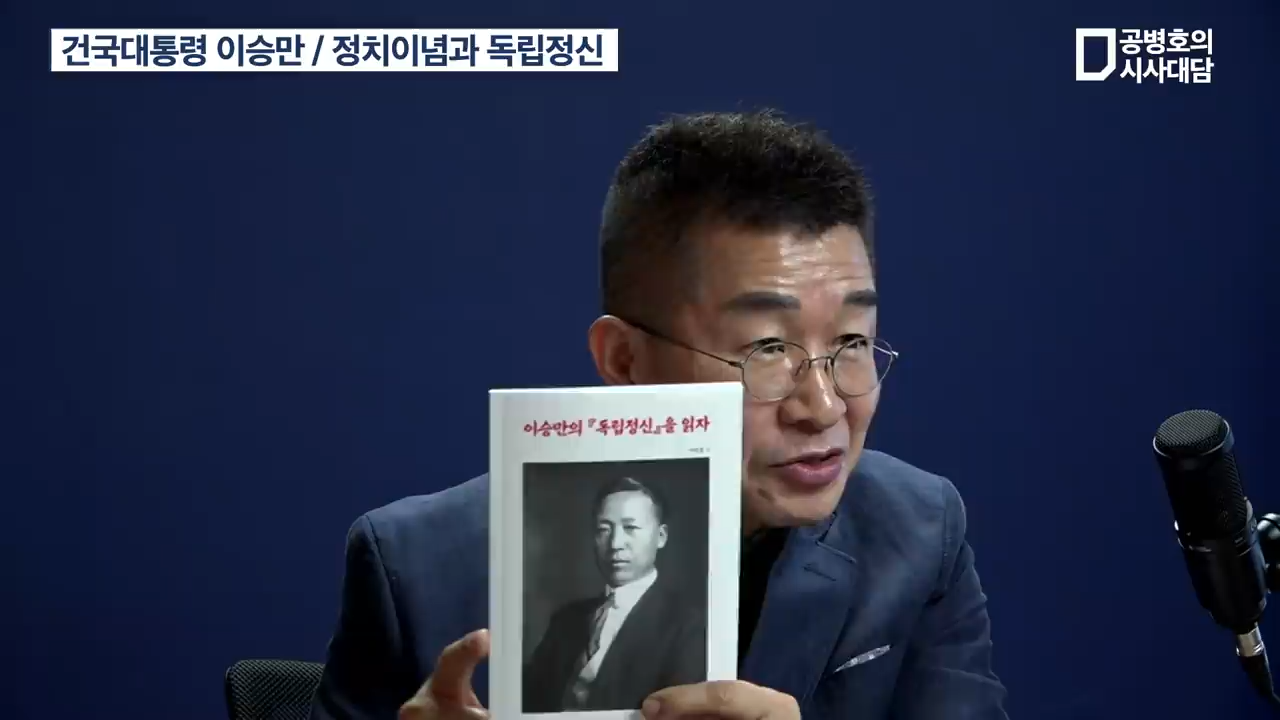 건국대통령 이승만 / 정치이념과 독립정신
공병호의
시사대담
이승만의 『독립정신』을 읽자